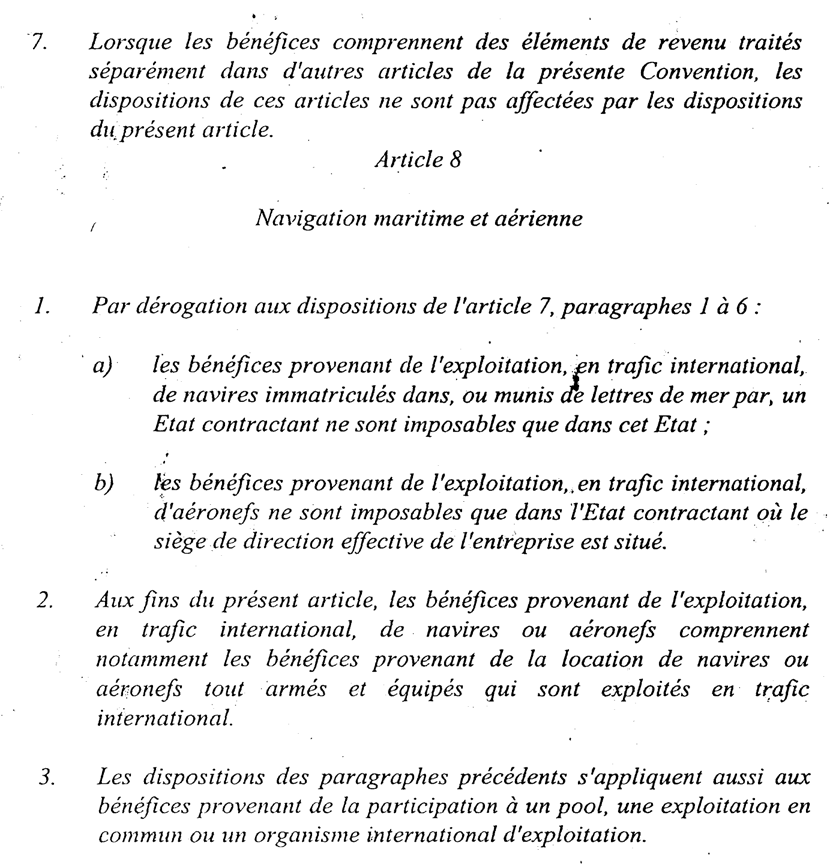 7. Lorsque les bénéfices comprennent des éléments de revenu traités
séparément dans d'autres articles de la présente Convention, les
dispositions de ces articles ne sont pas affectées par les dispositions
du présent article.
Article 8
Navigation maritime et aérienne
1. Par dérogation aux dispositions de l'article 7, paragraphes 1 à 6 :
a) les bénéfices provenant de l'exploitation, en trafic international,
de navires immatriculés dans, ou munis de lettres de mer par, un
Etat contractant ne sont imposables que dans cet Etat ;
b) les bénéfices provenant de l'exploitation, en trafic international,
d'aéronefs ne sont imposables que dans l'Etat contractant où le
siège de direction effective de l'entreprise est situé.
2. Aux fins du présent article, les bénéfices provenant de l'exploitation,
en trafic international, de navires ou aéronefs comprennent
notamment les bénéfices provenant de la location de navires ou
aéronefs tout armés et équipés qui sont exploités en trafic
international.
3. Les dispositions des paragraphes précédents s'appliquent aussi aux
bénéfices provenant de la participation à un pool, une exploitation en
commun ou un organisme international d'exploitation.